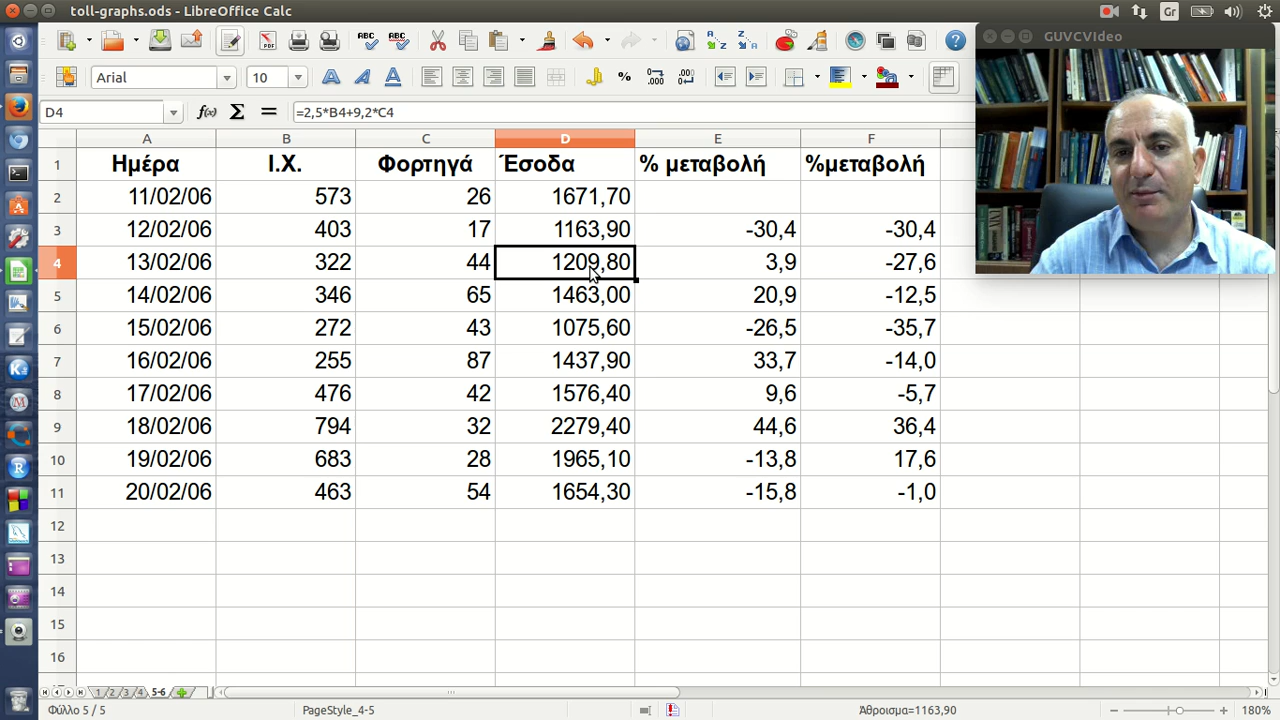 toll-graphs.ods - LibreOffice Calc
Gr
GUVCVIdeo
Arial 10
D4 =2,5*B4+9,2*C4
A B C D E F
1 Ημέρα Ι.Χ. Φορτηγά Έσοδα % μεταβολή %μεταβολή
2 11/02/06 573 26 1671,70
3 12/02/06 403 17 1163,90 -30,4 -30,4
4 13/02/06 322 44 1209,80 3,9 -27,6
5 14/02/06 346 65 1463,00 20,9 -12,5
6 15/02/06 272 43 1075,60 -26,5 -35,7
7 16/02/06 255 87 1437,90 33,7 -14,0
8 17/02/06 476 42 1576,40 9,6 -5,7
9 18/02/06 794 32 2279,40 44,6 36,4
10 19/02/06 683 28 1965,10 -13,8 17,6
11 20/02/06 463 54 1654,30 -15,8 -1,0
12
13
14
15
16
1 2 3 4 5-6
Φύλλο 5 / 5 PageStyle_4-5 Άθροισμα=1163,90 180%